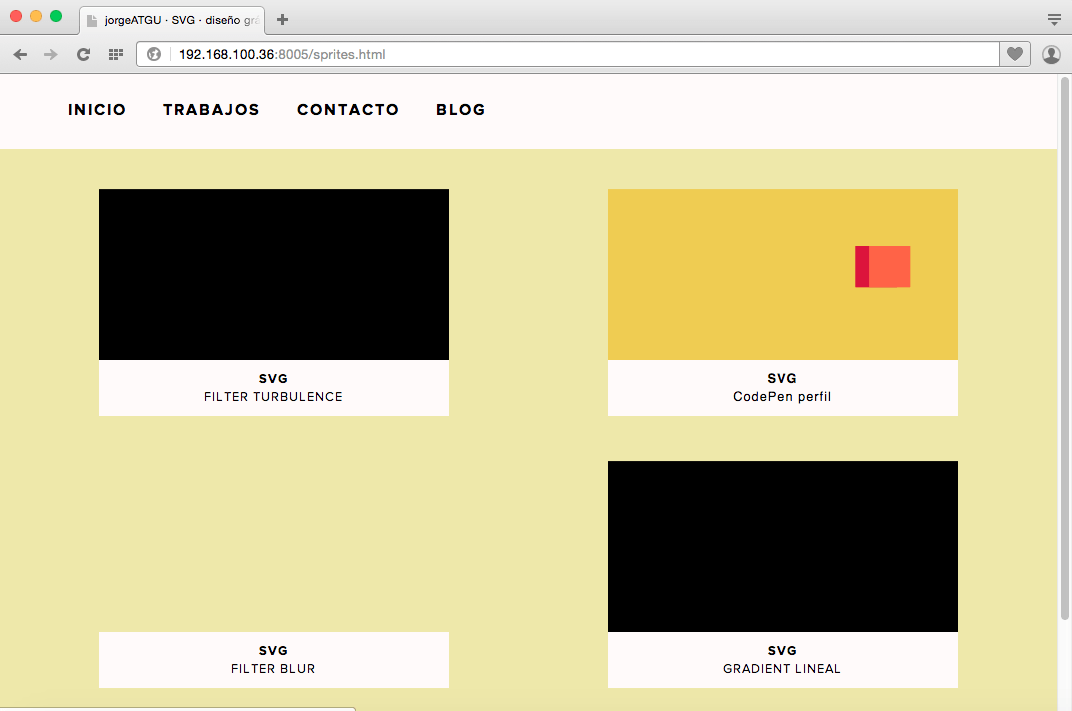 jorgeATGU · SVG · diseño grá
192.168.100.36:8005/sprites.html
INICIO TRABAJOS CONTACTO BLOG
SVG
FILTER TURBULENCE
SVG
CodePen perfil
SVG
FILTER BLUR
SVG
GRADIENT LINEAL